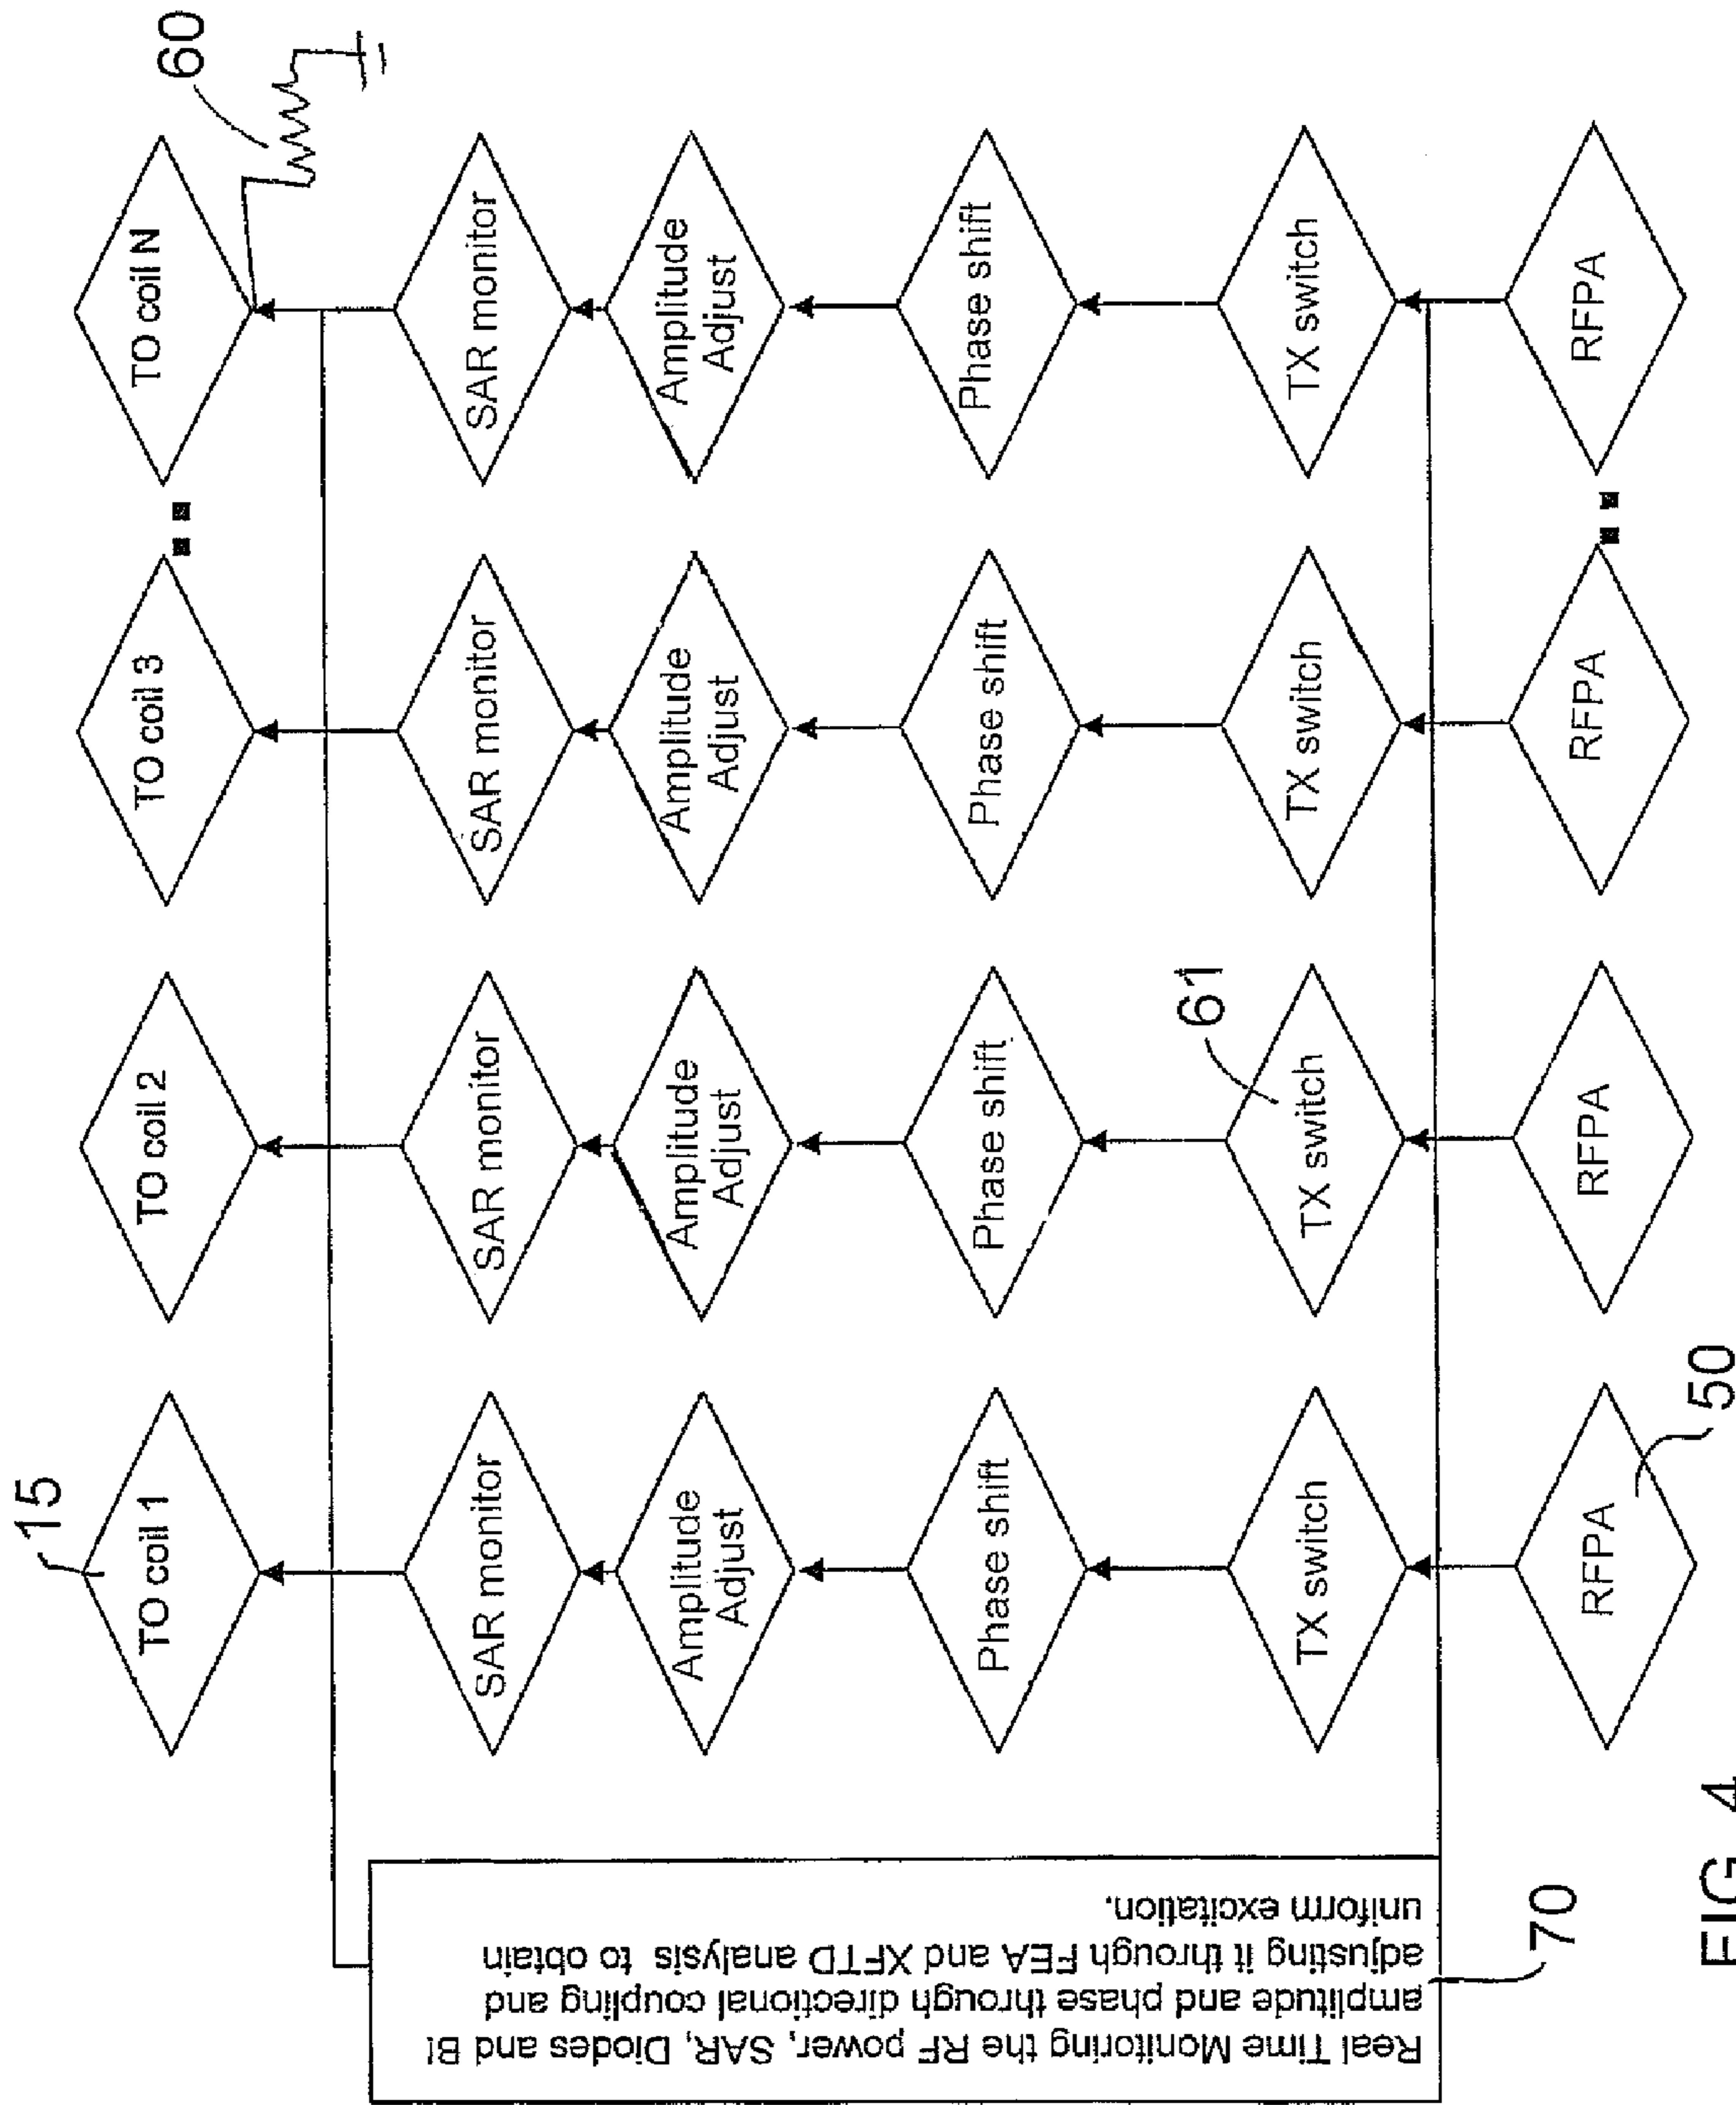 15
TO coil 1
TO coil 2
TO coil 3
TO coil N
60
SAR monitor
SAR monitor
SAR monitor
SAR monitor
Amplitude
Adjust
Amplitude
Adjust
Amplitude
Adjust
Amplitude
Adjust
Phase shift
Phase shift
Phase shift
Phase shift
TX switch
TX switch
61
TX switch
TX switch
RFPA
50
RFPA
RFPA
RFPA
Real Time Monitoring the RF power, SAR, Diodes and B!
amplitude and phase through directional coupling and
adjusting it through FEA and XFTD analysis to obtain
uniform excitation.
70
FIG. 4